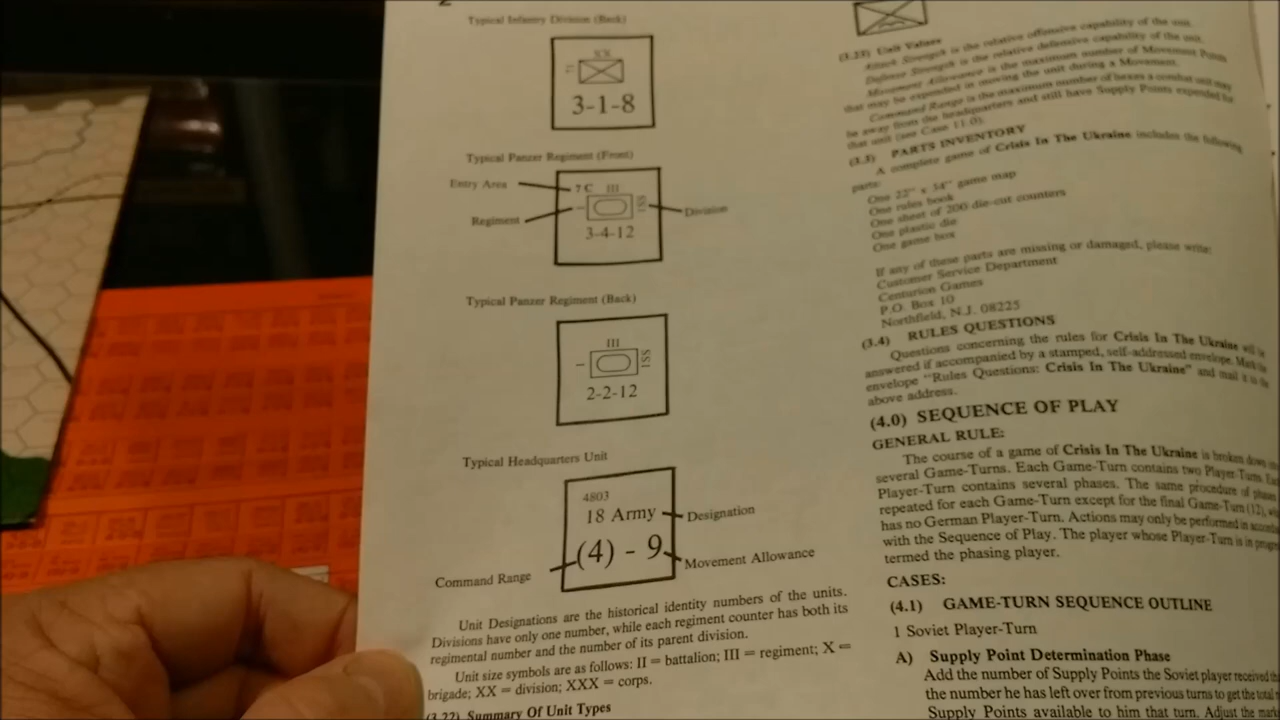 2
Typical Infantry Division (Back)
XX
3-1-8
Typical Panzer Regiment (Front)
Entry Area
7 C III
Regiment
1SS
Division
3-4-12
Typical Panzer Regiment (Back)
III
1SS
2-2-12
Typical Headquarters Unit
4803
18 Army
Designation
(4) - 9
Movement Allowance
Command Range
Unit Designations are the historical identity numbers of the units.
Divisions have only one number, while each regiment counter has both its
regimental number and the number of its parent division.
Unit size symbols are as follows: II = battalion; III = regiment; X =
brigade; XX = division; XXX = corps.
(3.22) Summary Of Unit Types
(3.23) Unit Values
Attack Strength is the relative offensive capability of the unit.
Defense Strength is the relative defensive capability of the unit.
Movement Allowance is the maximum number of Movement Points
that may be expended in moving the unit during a Movement.
Command Range is the maximum number of hexes a combat unit may
be away from the headquarters and still have Supply Points expended for
that unit (see Case 11.0).
(3.3) PARTS INVENTORY
A complete game of Crisis In The Ukraine includes the following
parts:
One 22" x 34" game map
One rules book
One sheet of 200 die-cut counters
One plastic die
One game box
If any of these parts are missing or damaged, please write:
Customer Service Department
Centurion Games
P.O. Box 10
Northfield, N.J. 08225
(3.4) RULES QUESTIONS
Questions concerning the rules for Crisis In The Ukraine will be
answered if accompanied by a stamped, self-addressed envelope. Mark the
envelope "Rules Questions: Crisis In The Ukraine" and mail it to the
above address.
(4.0) SEQUENCE OF PLAY
GENERAL RULE:
The course of a game of Crisis In The Ukraine is broken down
several Game-Turns. Each Game-Turn contains two Player-Turns.
Player-Turn contains several phases. The same procedure of phases
repeated for each Game-Turn except for the final Game-Turn (12),
has no German Player-Turn. Actions may only be performed in
with the Sequence of Play. The player whose Player-Turn is in
termed the phasing player.
CASES:
(4.1) GAME-TURN SEQUENCE OUTLINE
1 Soviet Player-Turn
A) Supply Point Determination Phase
Add the number of Supply Points the Soviet player received
the number he has left over from previous turns to get the total
Supply Points available to him that turn. Adjust the